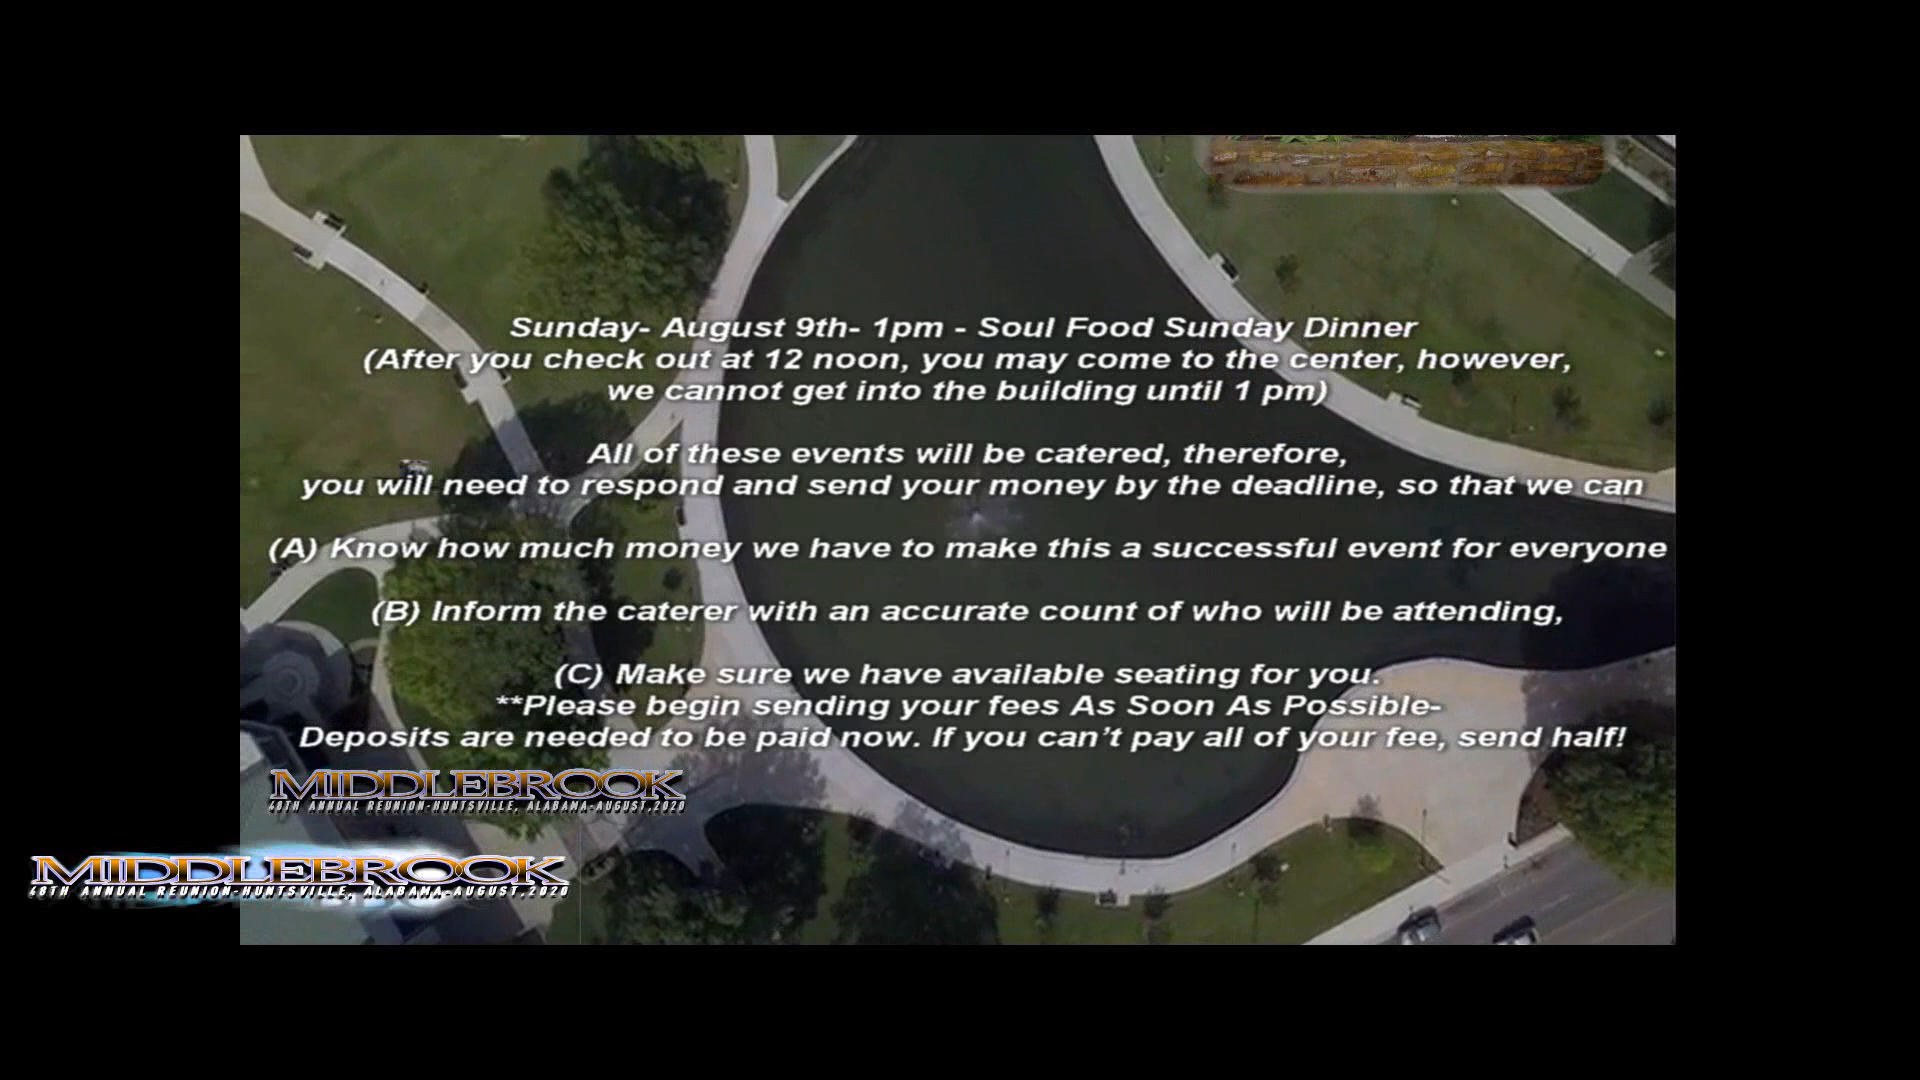 Sunday- August 9th- 1pm - Soul Food Sunday Dinner
(After you check out at 12 noon, you may come to the center, however,
we cannot get into the building until 1 pm)
All of these events will be catered, therefore,
you will need to respond and send your money by the deadline, so that we can
(A) Know how much money we have to make this a successful event for everyone
(B) Inform the caterer with an accurate count of who will be attending,
(C) Make sure we have available seating for you.
**Please begin sending your fees As Soon As Possible-
Deposits are needed to be paid now. If you can't pay all of your fee, send half!
MIDDLEBROOK
48TH ANNUAL REUNION-HUNTSVILLE, ALABAMA-AUGUST,2020
MIDDLEBROOK
48TH ANNUAL REUNION-HUNTSVILLE, ALABAMA-AUGUST,2020